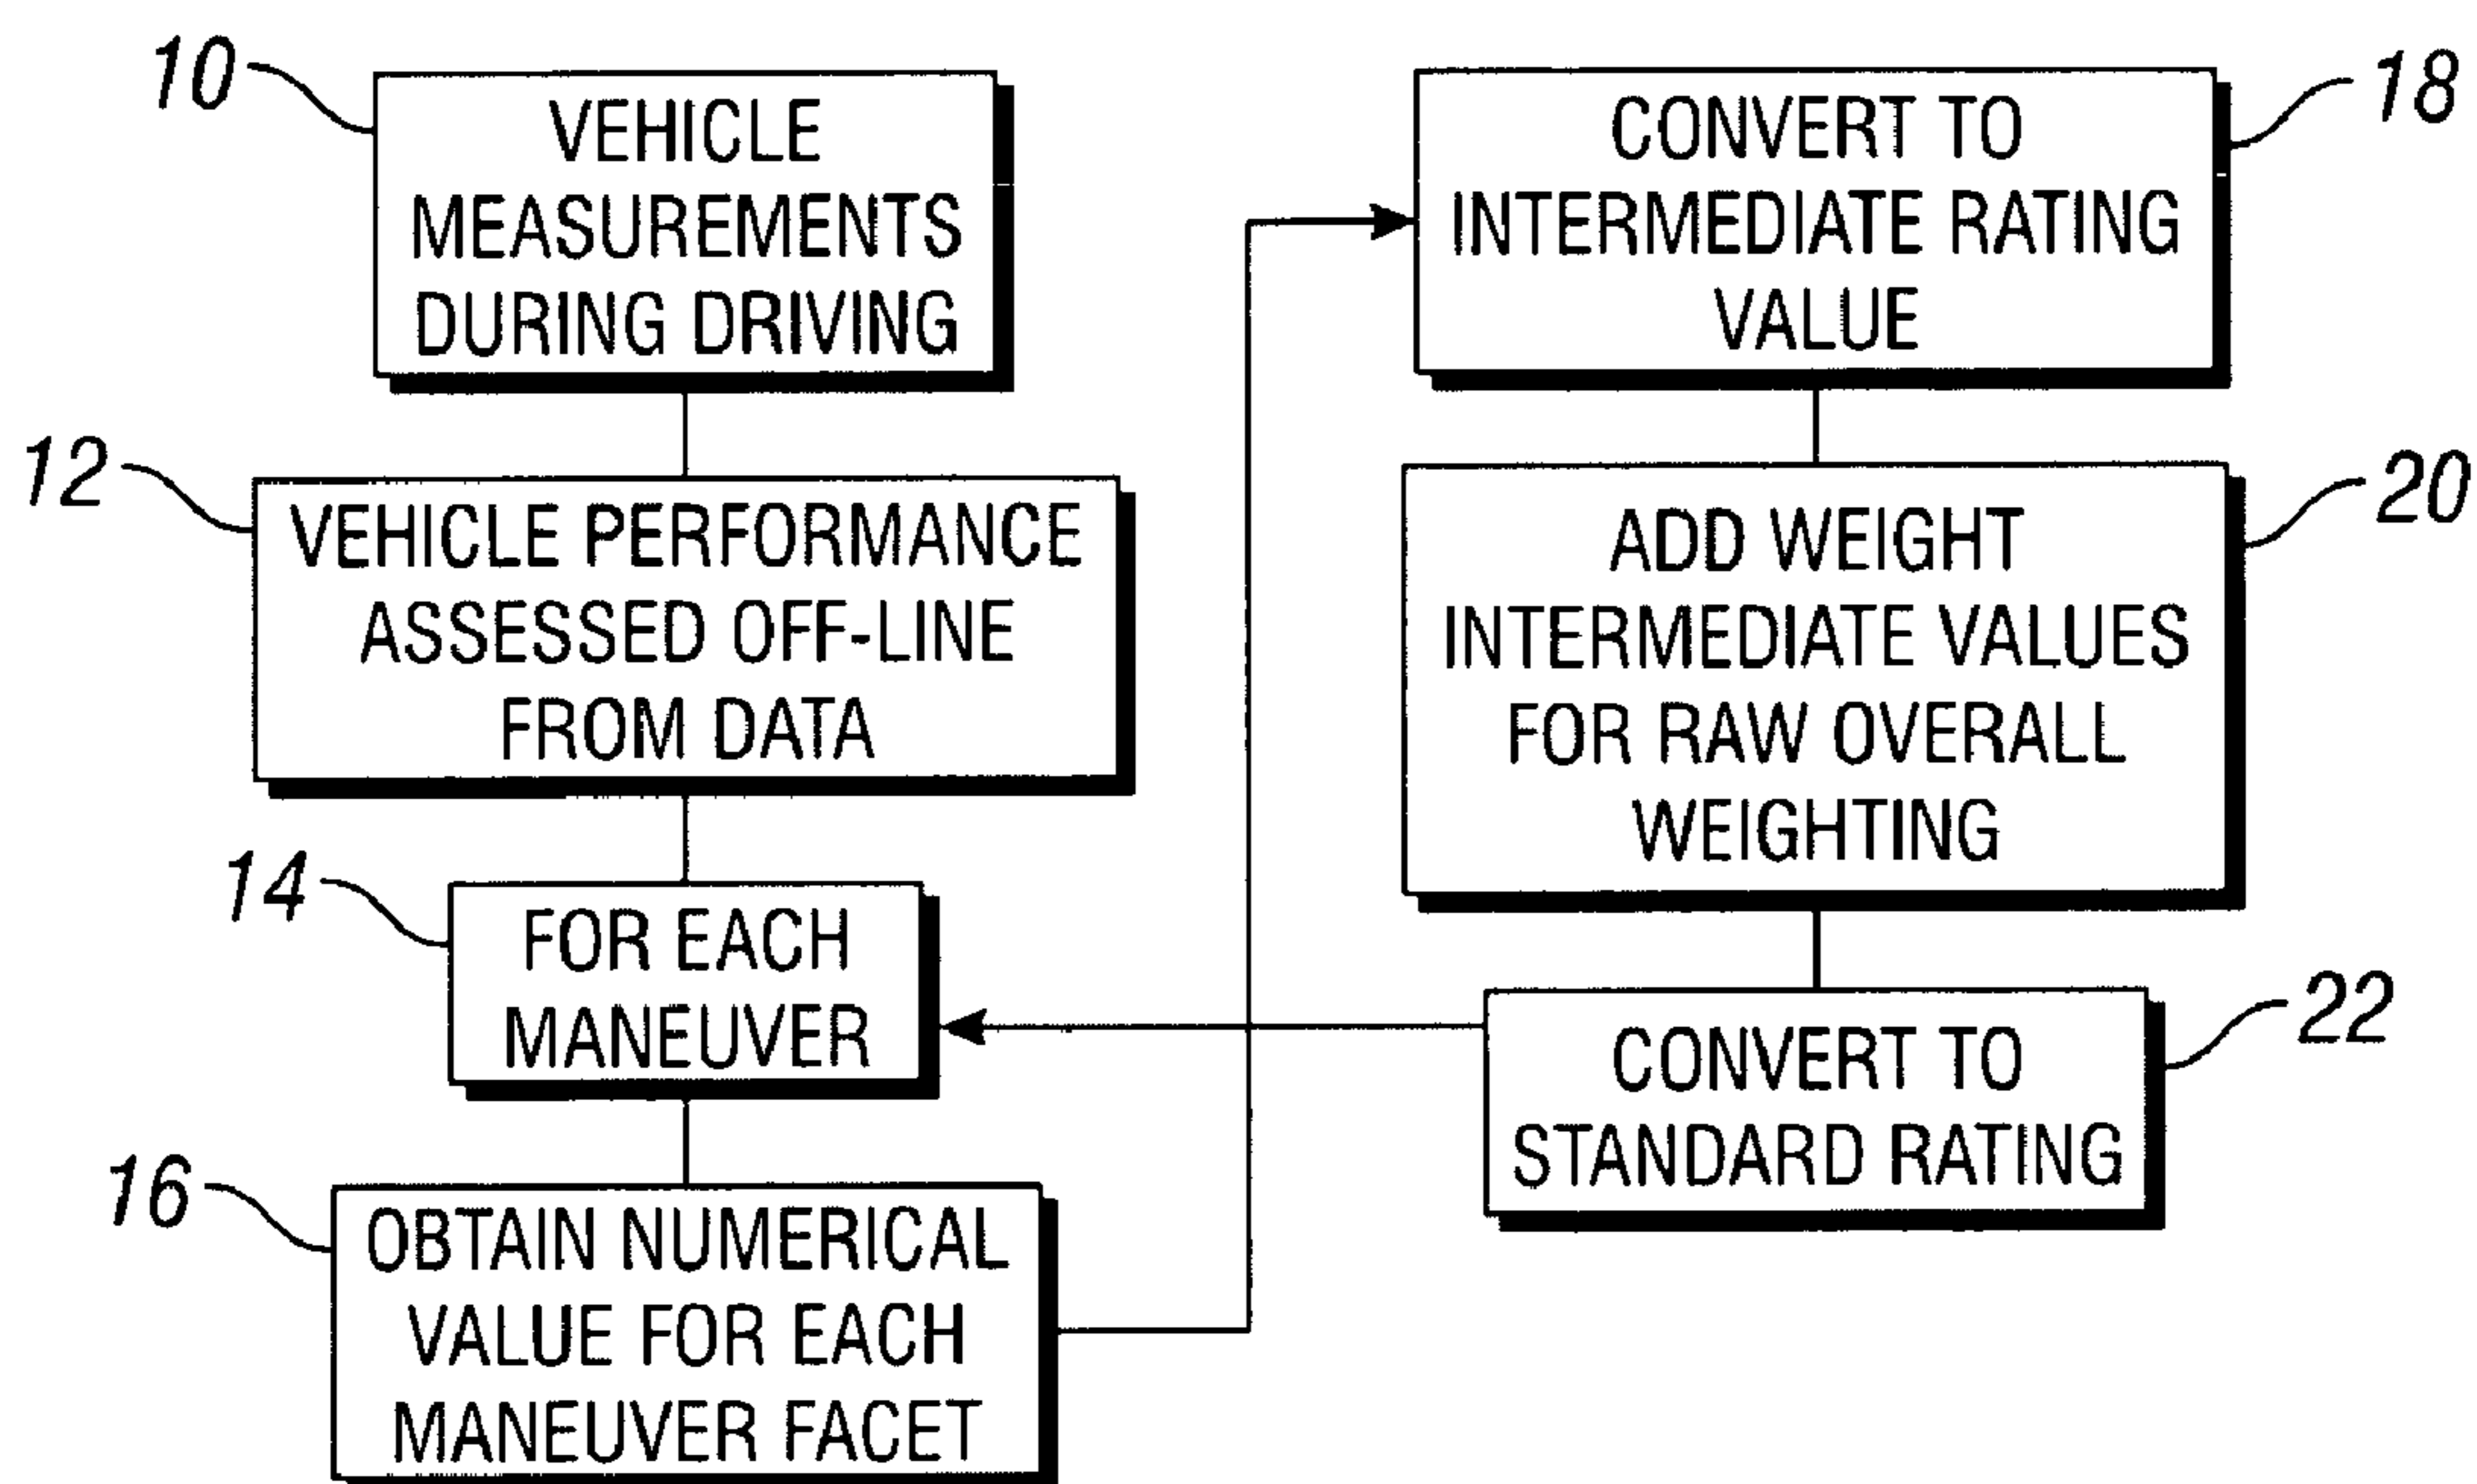 10
VEHICLE
MEASUREMENTS
DURING DRIVING
12
VEHICLE PERFORMANCE
ASSESSED OFF-LINE
FROM DATA
14
FOR EACH
MANEUVER
16
OBTAIN NUMERICAL
VALUE FOR EACH
MANEUVER FACET
18
CONVERT TO
INTERMEDIATE RATING
VALUE
20
ADD WEIGHT
INTERMEDIATE VALUES
FOR RAW OVERALL
WEIGHTING
22
CONVERT TO
STANDARD RATING